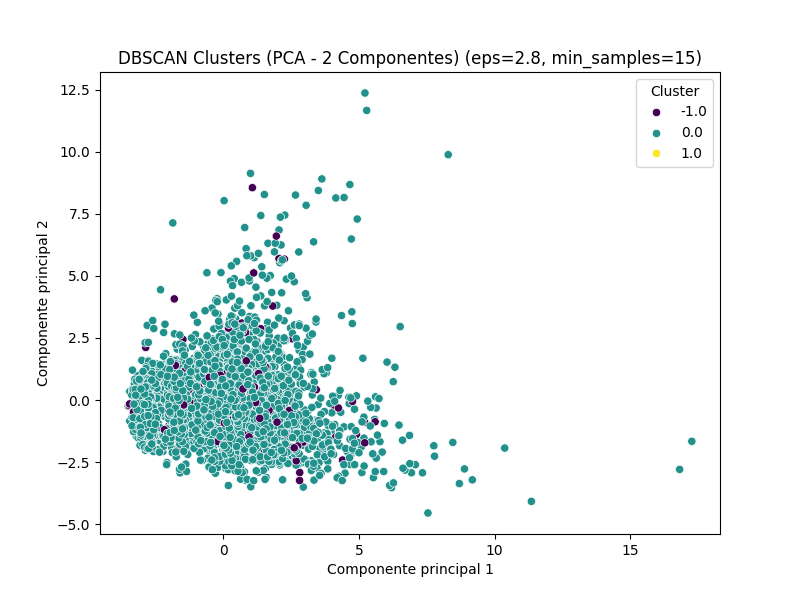 DBSCAN Clusters (PCA - 2 Componentes) (eps=2.8, min_samples=15)
Cluster
-1.0
0.0
1.0
12.5
10.0
7.5
5.0
2.5
0.0
−2.5
−5.0
Componente principal 2
0 5 10 15
Componente principal 1